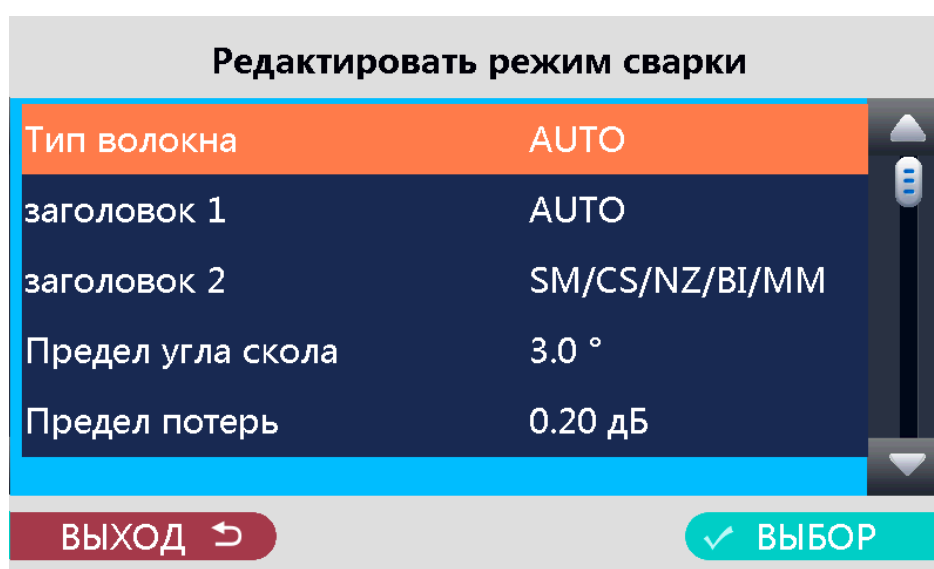 Редактировать режим сварки
Тип волокна AUTO
заголовок 1 AUTO
заголовок 2 SM/CS/NZ/BI/MM
Предел угла скола 3.0 °
Предел потерь 0.20 дБ
ВЫХОД ВЫБОР